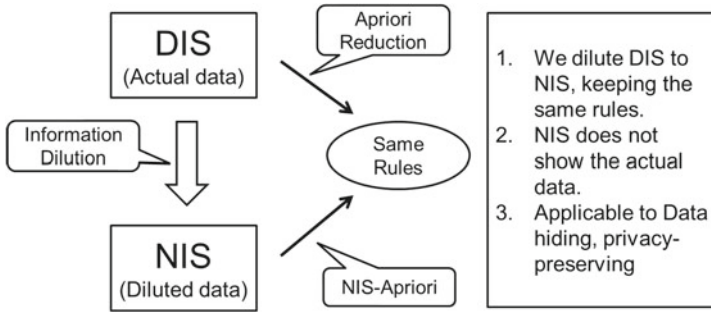 DIS
(Actual data)
Apriori
Reduction
Information
Dilution
Same
Rules
NIS
(Diluted data)
NIS-Apriori
1. We dilute DIS to
NIS, keeping the
same rules.
2. NIS does not
show the actual
data.
3. Applicable to Data
hiding, privacy-
preserving